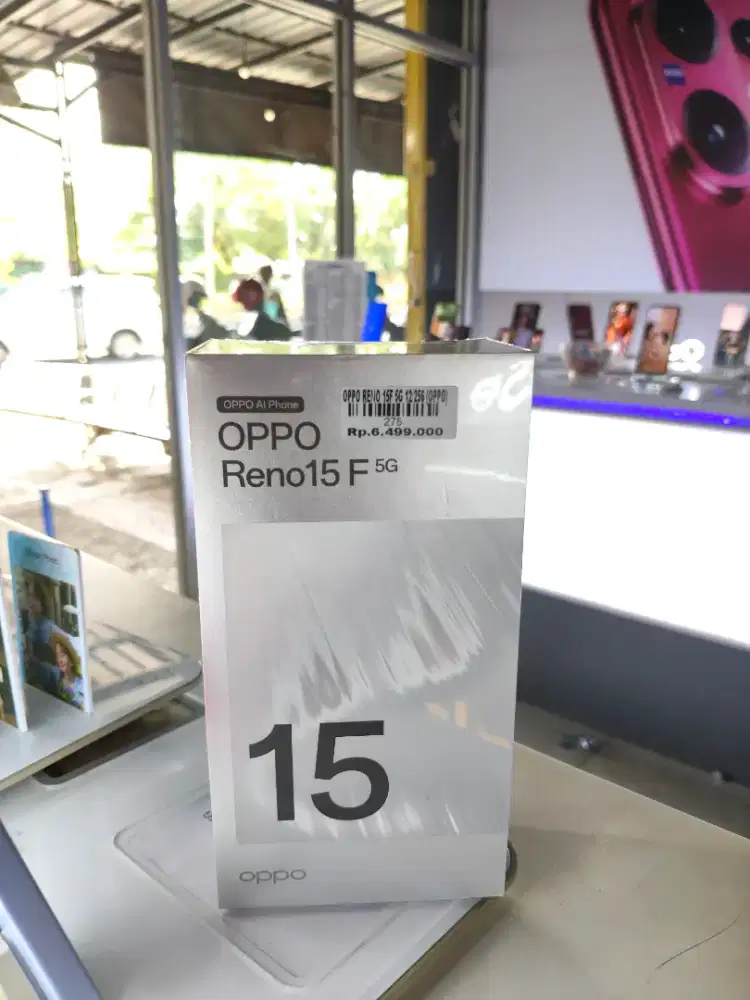 OPPO AI Phone
OPPO RENO 15F 5G 12.256 (OPPO)
275
Rp.6.499.000
OPPO
Reno15 F 5G
15
oppo
ZEISS